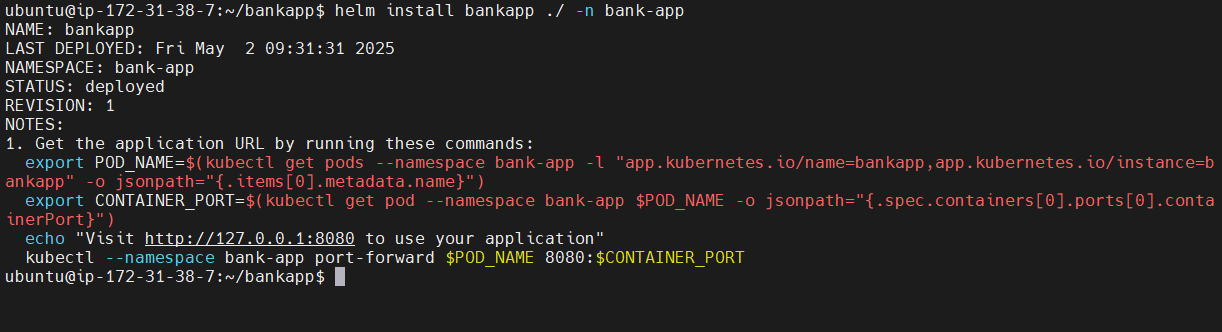 ubuntu@ip-172-31-38-7:~/bankapp$ helm install bankapp ./ -n bank-app
NAME: bankapp
LAST DEPLOYED: Fri May  2 09:31:31 2025
NAMESPACE: bank-app
STATUS: deployed
REVISION: 1
NOTES:
1. Get the application URL by running these commands:
  export POD_NAME=$(kubectl get pods --namespace bank-app -l "app.kubernetes.io/name=bankapp,app.kubernetes.io/instance=b
ankapp" -o jsonpath="{.items[0].metadata.name}")
  export CONTAINER_PORT=$(kubectl get pod --namespace bank-app $POD_NAME -o jsonpath="{.spec.containers[0].ports[0].conta
inerPort}")
  echo "Visit http://127.0.0.1:8080 to use your application"
  kubectl --namespace bank-app port-forward $POD_NAME 8080:$CONTAINER_PORT
ubuntu@ip-172-31-38-7:~/bankapp$